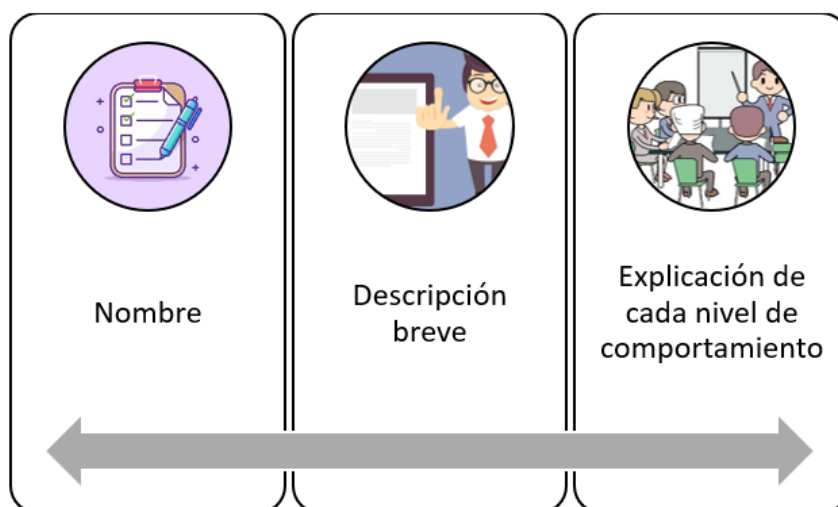 Nombre
Descripción
breve
Explicación de
cada nivel de
comportamiento